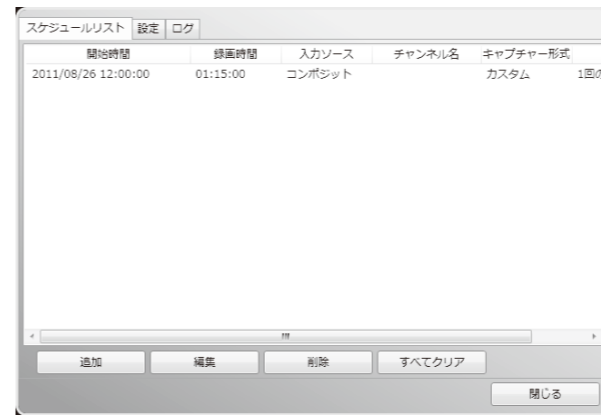 スケジュールリスト 設定 ログ
開始時間 録画時間 入力ソース チャンネル名 キャプチャー形式
2011/08/26 12:00:00 01:15:00 コンポジット カスタム 1回の
追加 編集 削除 すべてクリア
閉じる